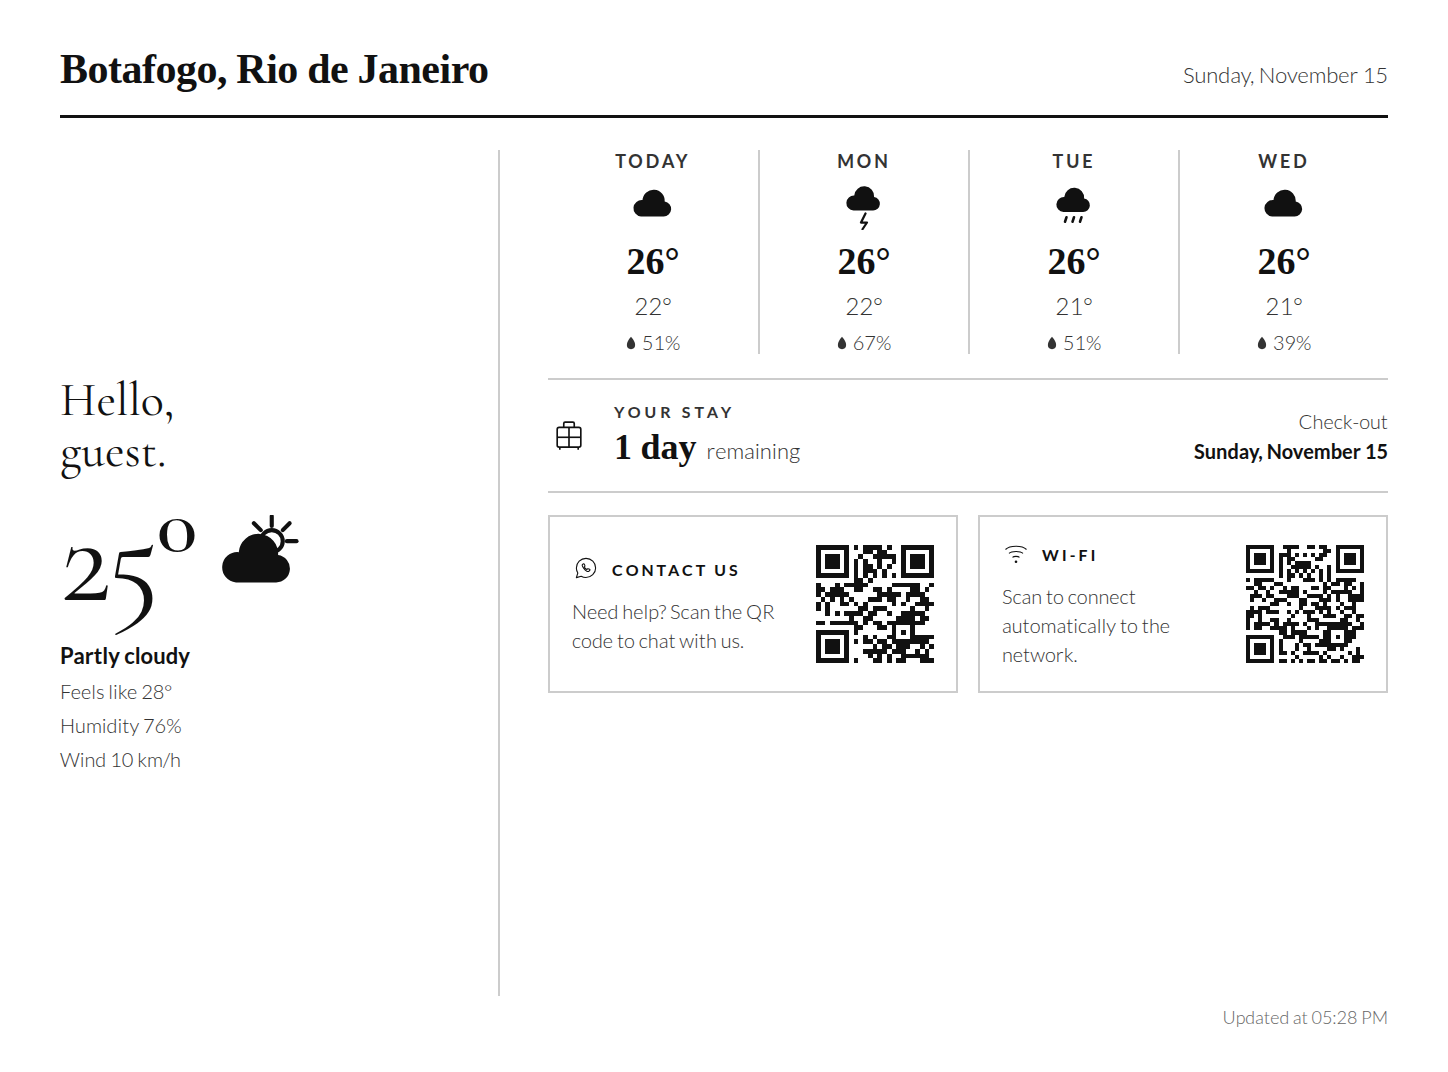 Botafogo, Rio de Janeiro
Sunday, November 15
Hello,
guest.
25°
Partly cloudy
Feels like 28°
Humidity 76%
Wind 10 km/h
TODAY
26°
22°
51%
MON
26°
22°
67%
TUE
26°
21°
51%
WED
26°
21°
39%
YOUR STAY
1 day remaining
Check-out
Sunday, November 15
CONTACT US
Need help? Scan the QR
code to chat with us.
WI-FI
Scan to connect
automatically to the
network.
Updated at 05:28 PM